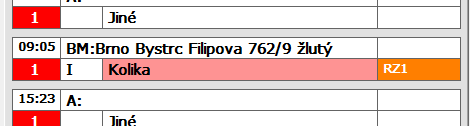 1 Jiné
09:05 BM:Brno Bystrc Filipova 762/9 žlutý
1 I Kolika RZ1
15:23 A:
1 Jiné